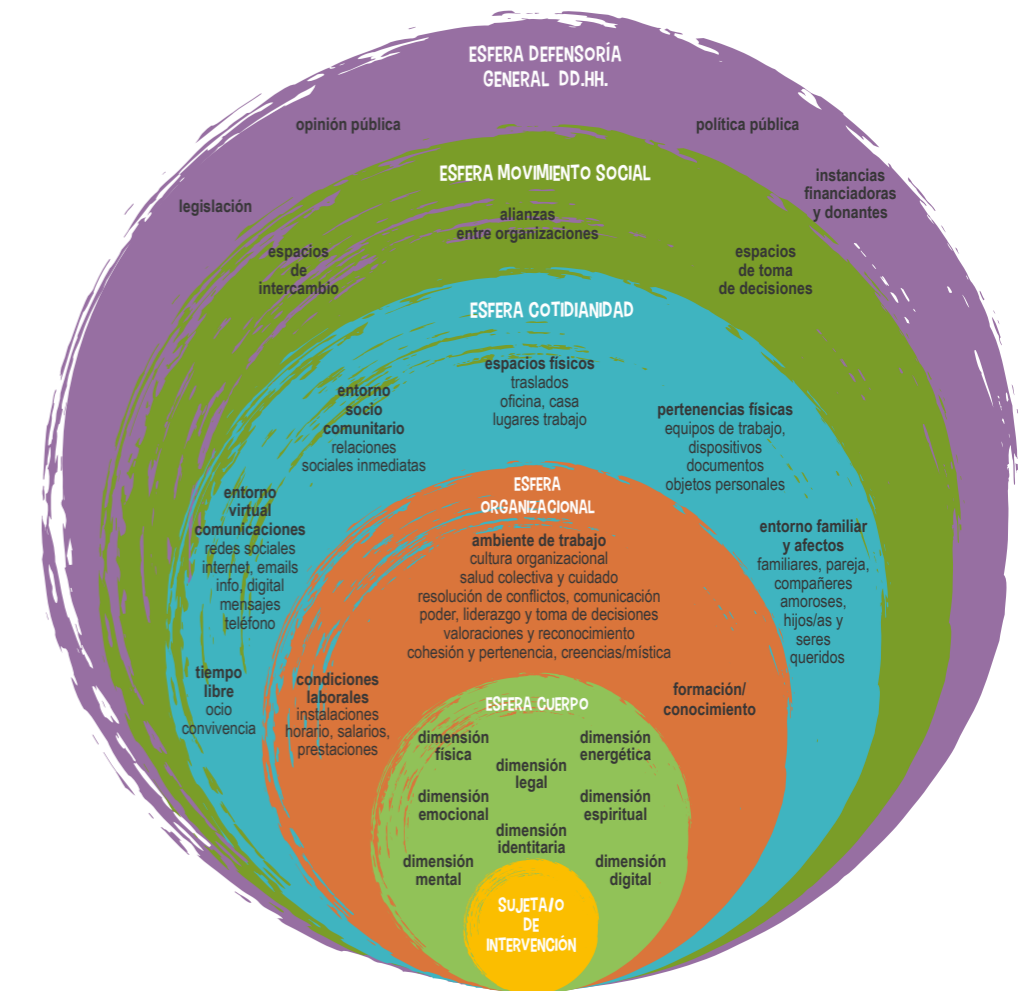 ESFERA DEFENSORÍA
GENERAL DD.HH.
opinión pública
política pública
legislación
instancias
financiadoras
y donantes
ESFERA MOVIMIENTO SOCIAL
alianzas
entre organizaciones
espacios
de
intercambio
espacios
de toma
de decisiones
ESFERA COTIDIANIDAD
espacios físicos
traslados
oficina, casa
lugares trabajo
entorno
socio
comunitario
relaciones
sociales inmediatas
pertenencias físicas
equipos de trabajo,
dispositivos
documentos
objetos personales
entorno
virtual
comunicaciones
redes sociales
internet, emails
info, digital
mensajes
teléfono
entorno familiar
y afectos
familiares, pareja,
compañeres
amoroses,
hijos/as y
seres
queridos
tiempo
libre
ocio
convivencia
ESFERA
ORGANIZACIONAL
ambiente de trabajo
cultura organizacional
salud colectiva y cuidado
resolución de conflictos, comunicación
poder, liderazgo y toma de decisiones
valoraciones y reconocimiento
cohesión y pertenencia, creencias/mística
condiciones
laborales
instalaciones
horario, salarios,
prestaciones
formación/
conocimiento
ESFERA CUERPO
dimensión
física
dimensión
energética
dimensión
legal
dimensión
emocional
dimensión
espiritual
dimensión
identitaria
dimensión
mental
dimensión
digital
SUJETA/O
DE
INTERVENCIÓN